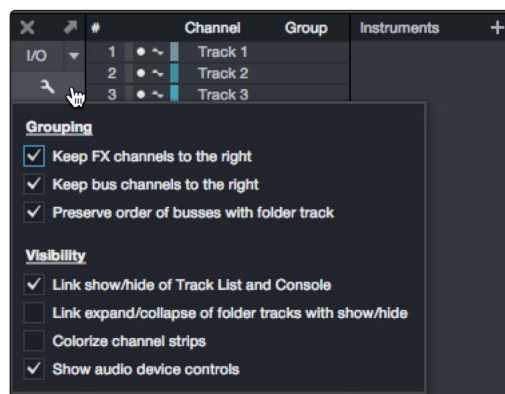 # Channel Group Instruments +
I/O 1 Track 1
2 Track 2
3 Track 3
Grouping
Keep FX channels to the right
Keep bus channels to the right
Preserve order of busses with folder track
Visibility
Link show/hide of Track List and Console
Link expand/collapse of folder tracks with show/hide
Colorize channel strips
Show audio device controls